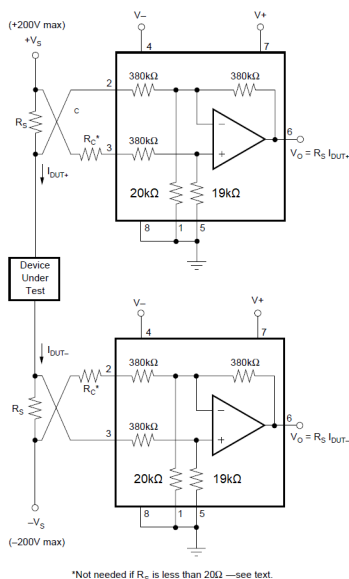 (+200V max)
+VS
V–
V+
4
7
380kΩ
380kΩ
2
RS
C
RC*
380kΩ
3
–
+
6
VO = RS IDUT+
IDUT+
20kΩ
19kΩ
8
1
5
Device
Under
Test
V–
V+
4
7
IDUT–
2
380kΩ
380kΩ
RC*
RS
380kΩ
3
–
+
6
VO = RS IDUT–
20kΩ
19kΩ
–VS
8
1
5
(–200V max)
*Not needed if RS is less than 20Ω —see text.